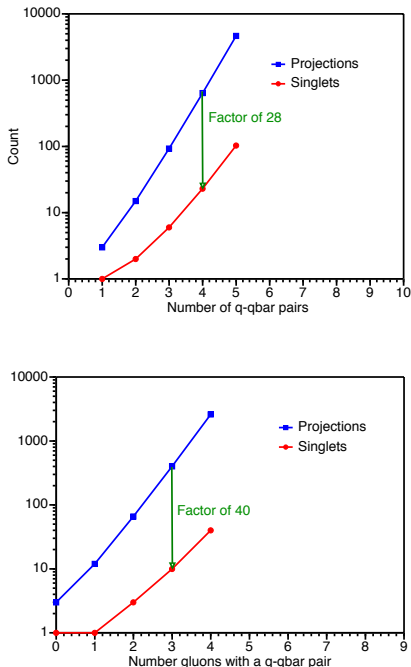 10000
Projections
1000
Singlets
Factor of 28
Count
100
10
1
0 1 2 3 4 5 6 7 8 9 10
Number of q-qbar pairs
10000
Projections
1000
Singlets
100
Factor of 40
10
1
0 1 2 3 4 5 6 7 8 9
Number gluons with a q-qbar pair